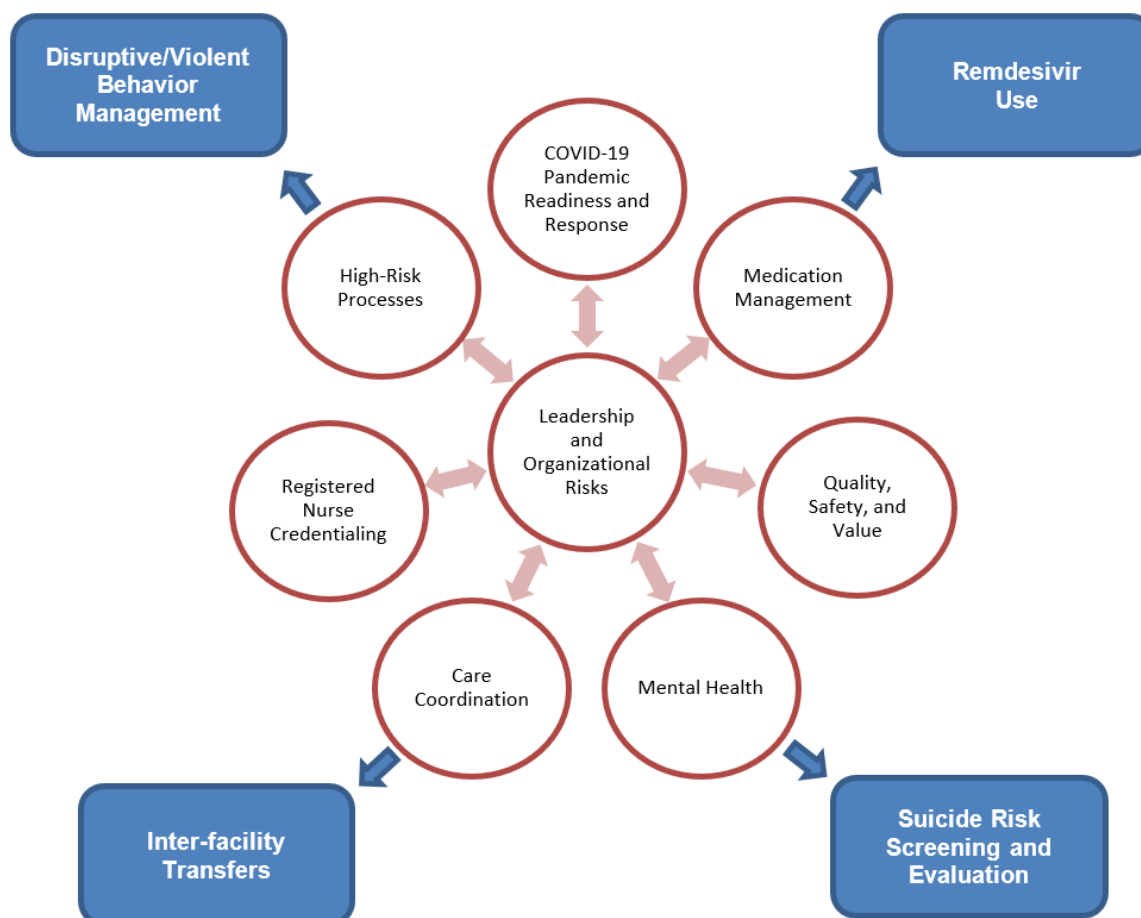 Disruptive/Violent
Behavior
Management
Remdesivir
Use
COVID-19
Pandemic
Readiness and
Response
High-Risk
Processes
Medication
Management
Leadership
and
Organizational
Risks
Registered
Nurse
Credentialing
Quality,
Safety, and
Value
Care
Coordination
Mental Health
Inter-facility
Transfers
Suicide Risk
Screening and
Evaluation